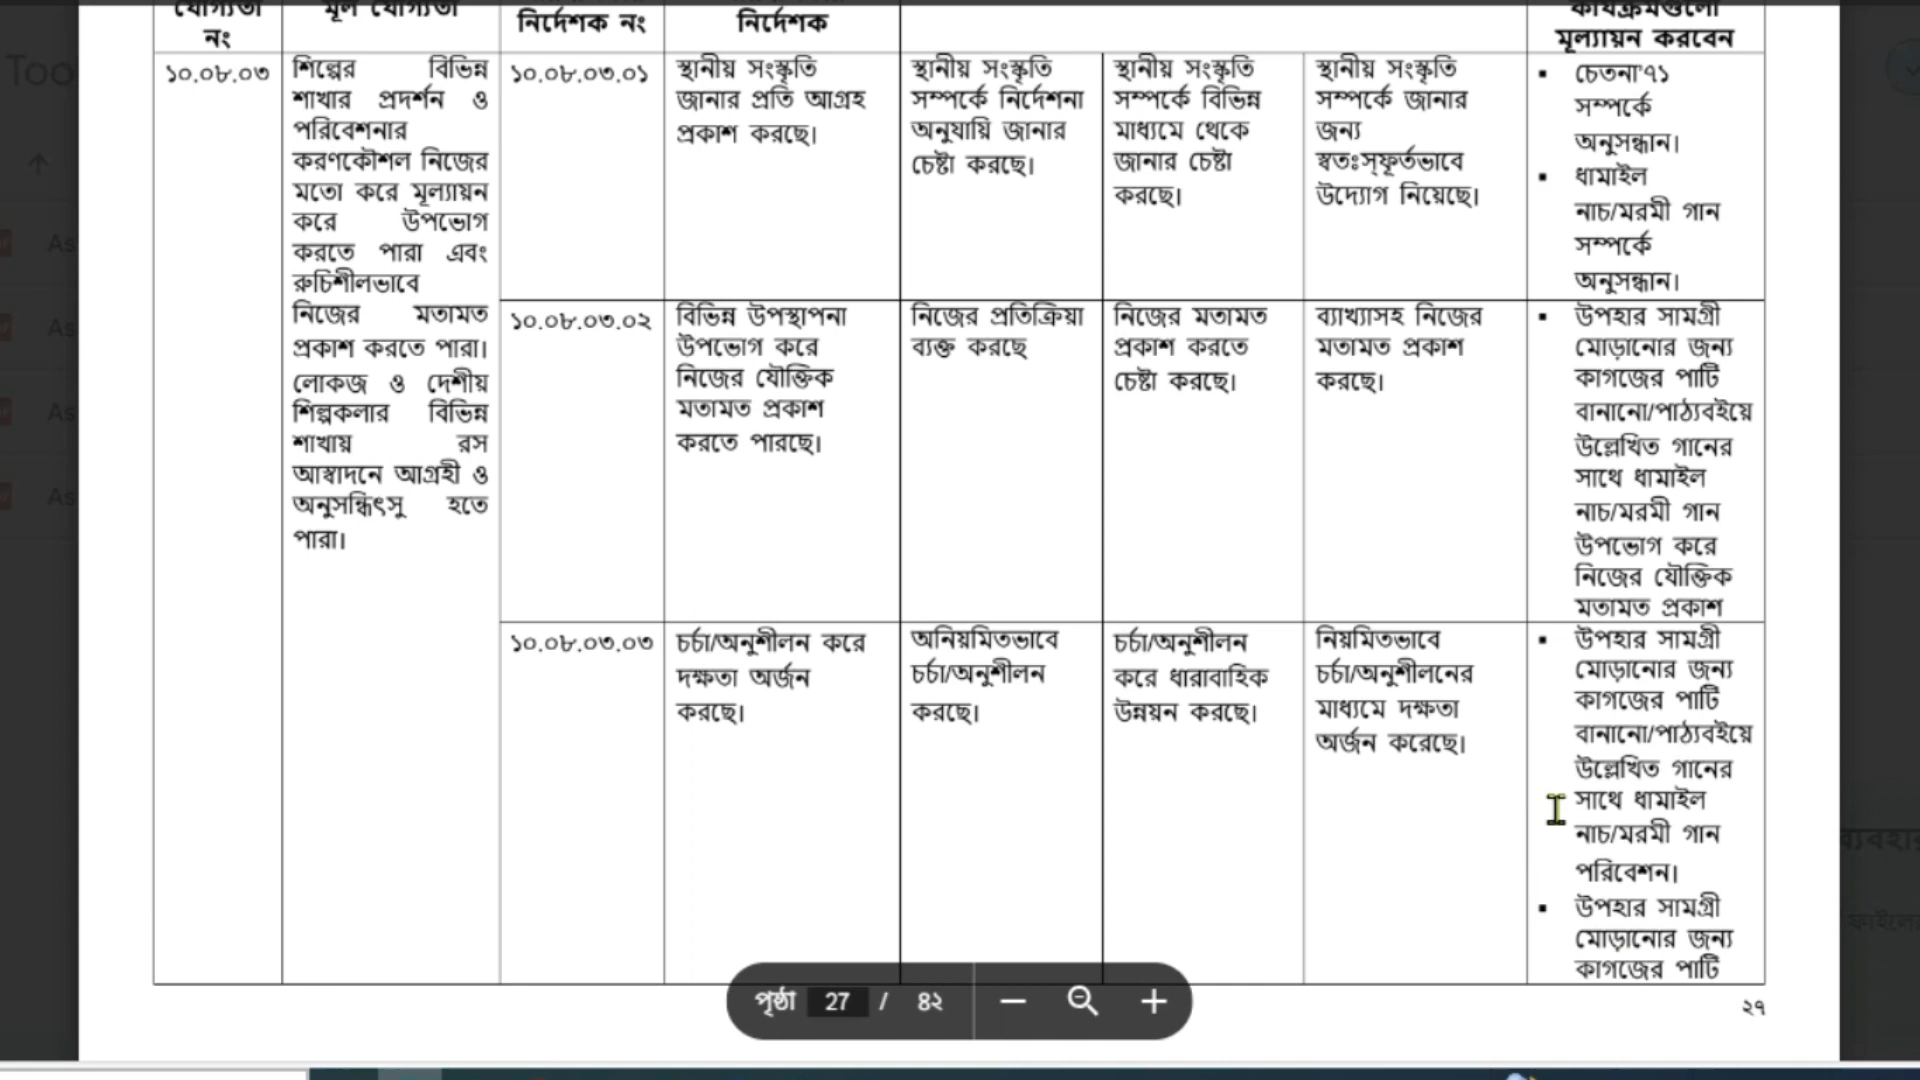 যোগ্যতা
নং
মূল যোগ্যতা
নির্দেশক নং
নির্দেশক
কার্যক্রমগুলো
মূল্যায়ন করবেন
১০.০৮.০৩
শিল্পের বিভিন্ন
শাখার প্রদর্শন ও
পরিবেশনার
করণকৌশল নিজের
মতো করে মূল্যায়ন
করে উপভোগ
করতে পারা এবং
রুচিশীলভাবে
নিজের মতামত
প্রকাশ করতে পারা।
লোকজ ও দেশীয়
শিল্পকলার বিভিন্ন
শাখায় রস
আস্বাদনে আগ্রহী ও
অনুসন্ধিৎসু হতে
পারা।
১০.০৮.০৩.০১
স্থানীয় সংস্কৃতি
জানার প্রতি আগ্রহ
প্রকাশ করছে।
স্থানীয় সংস্কৃতি
সম্পর্কে নির্দেশনা
অনুযায়ি জানার
চেষ্টা করছে।
স্থানীয় সংস্কৃতি
সম্পর্কে বিভিন্ন
মাধ্যমে থেকে
জানার চেষ্টা
করছে।
স্থানীয় সংস্কৃতি
সম্পর্কে জানার
জন্য
স্বতঃস্ফূর্তভাবে
উদ্যোগ নিয়েছে।
▪ চেতনা'৭১
সম্পর্কে
অনুসন্ধান।
▪ ধামাইল
নাচ/মরমী গান
সম্পর্কে
অনুসন্ধান।
১০.০৮.০৩.০২
বিভিন্ন উপস্থাপনা
উপভোগ করে
নিজের যৌক্তিক
মতামত প্রকাশ
করতে পারছে।
নিজের প্রতিক্রিয়া
ব্যক্ত করছে
নিজের মতামত
প্রকাশ করতে
চেষ্টা করছে।
ব্যাখ্যাসহ নিজের
মতামত প্রকাশ
করছে।
▪ উপহার সামগ্রী
মোড়ানোর জন্য
কাগজের পাটি
বানানো/পাঠ্যবইয়ে
উল্লেখিত গানের
সাথে ধামাইল
নাচ/মরমী গান
উপভোগ করে
নিজের যৌক্তিক
মতামত প্রকাশ
১০.০৮.০৩.০৩
চর্চা/অনুশীলন করে
দক্ষতা অর্জন
করছে।
অনিয়মিতভাবে
চর্চা/অনুশীলন
করছে।
চর্চা/অনুশীলন
করে ধারাবাহিক
উন্নয়ন করছে।
নিয়মিতভাবে
চর্চা/অনুশীলনের
মাধ্যমে দক্ষতা
অর্জন করেছে।
▪ উপহার সামগ্রী
মোড়ানোর জন্য
কাগজের পাটি
বানানো/পাঠ্যবইয়ে
উল্লেখিত গানের
সাথে ধামাইল
নাচ/মরমী গান
পরিবেশন।
▪ উপহার সামগ্রী
মোড়ানোর জন্য
কাগজের পাটি
পৃষ্ঠা 27 / ৪২
২৭
Too
As
As
As
As